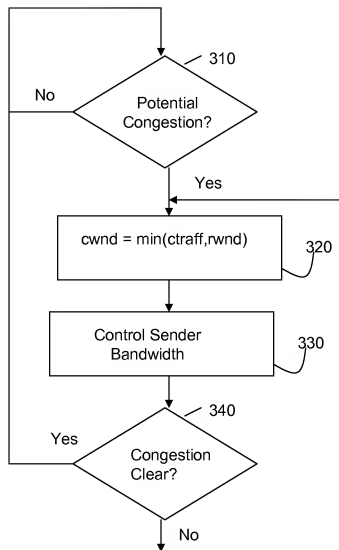 310
No
Potential
Congestion?
Yes
cwnd = min(ctraff,rwnd)
320
Control Sender
Bandwidth
330
340
Yes
Congestion
Clear?
No